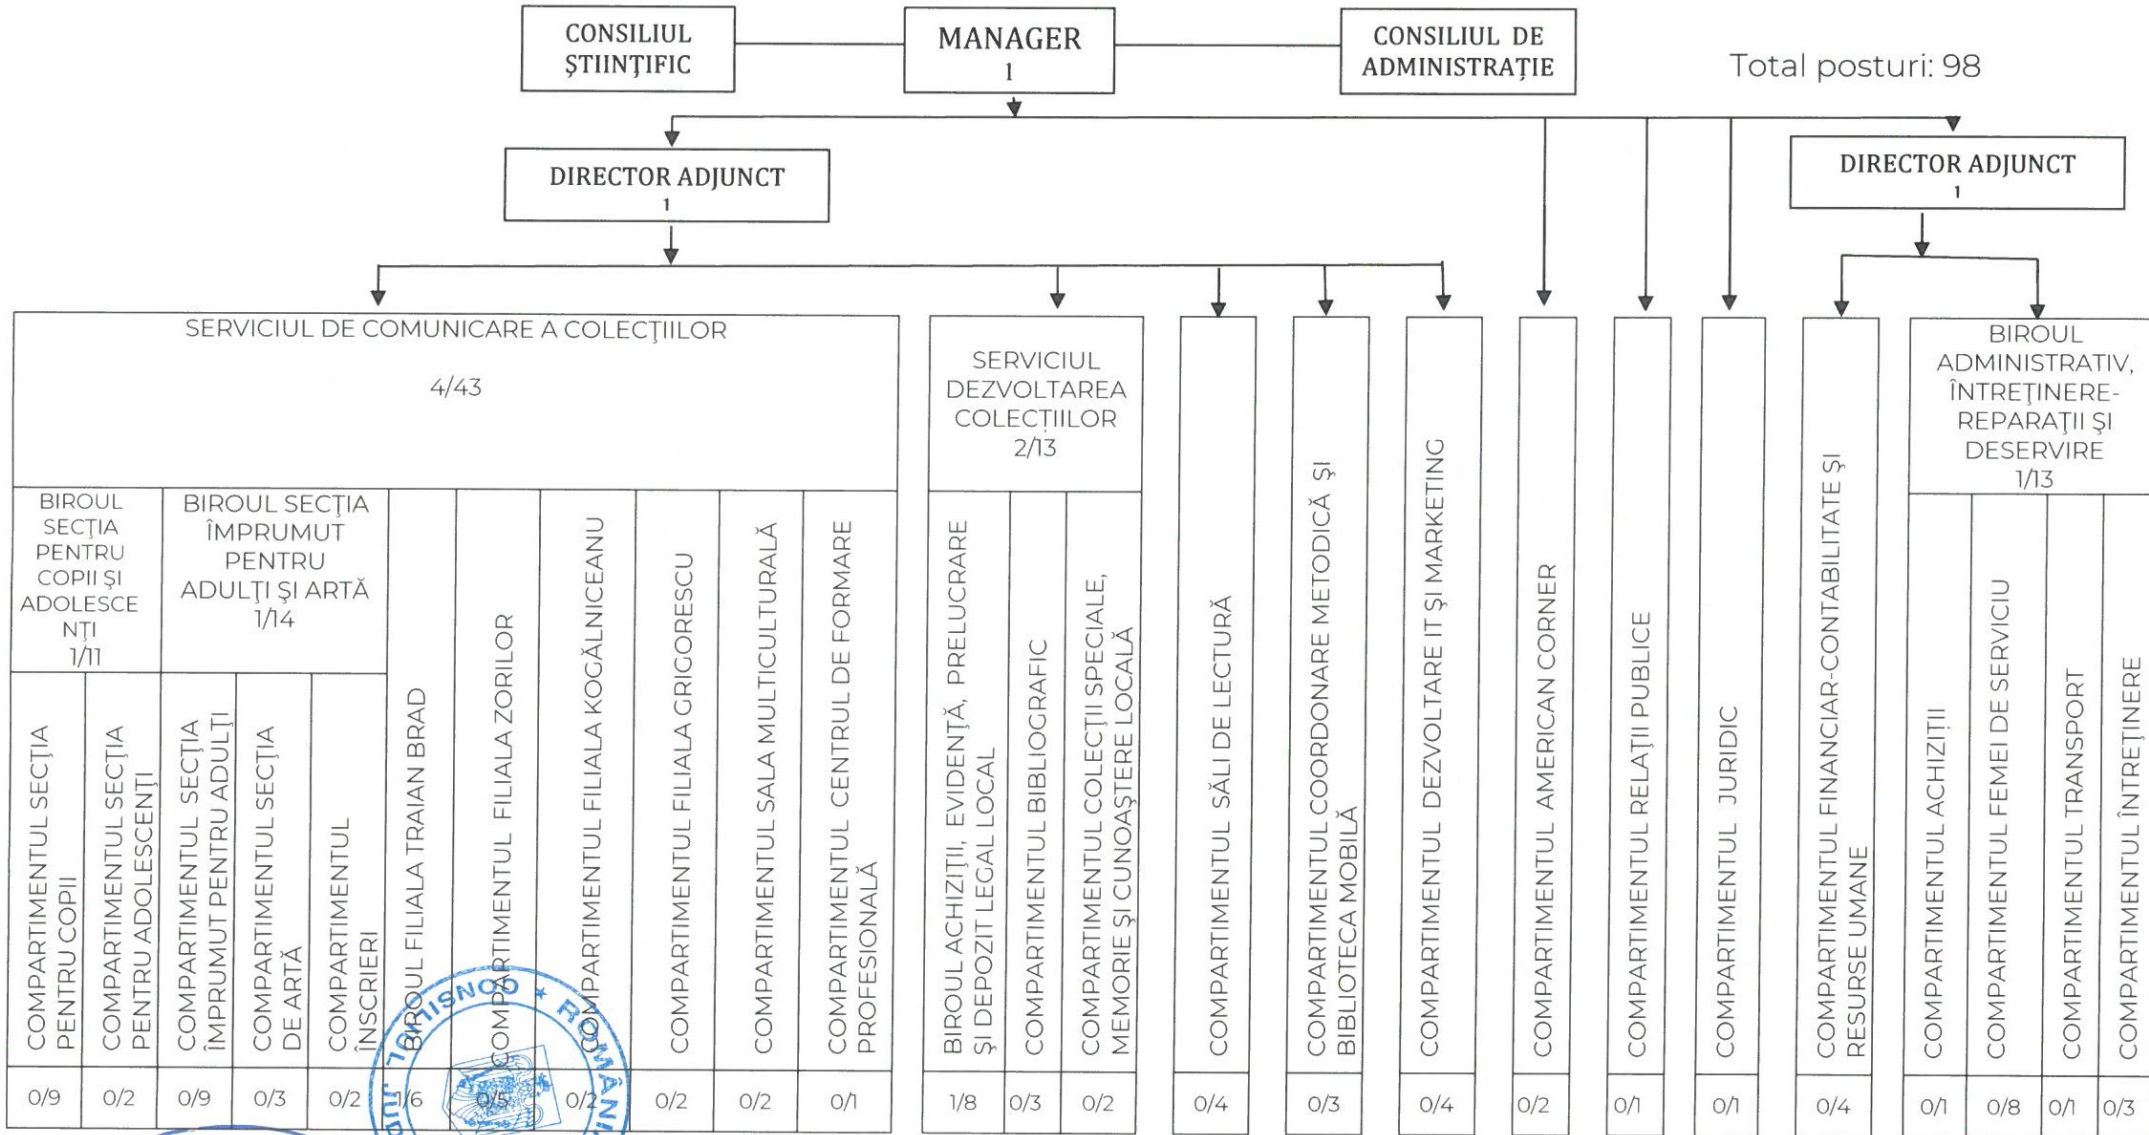 CONSILIUL
ŞTIINŢIFIC
MANAGER
1
CONSILIUL DE
ADMINISTRAŢIE
Total posturi: 98
DIRECTOR ADJUNCT
1
DIRECTOR ADJUNCT
1
SERVICIUL DE COMUNICARE A COLECŢIILOR
4/43
SERVICIUL
DEZVOLTAREA
COLECȚIILOR
2/13
BIROUL
ADMINISTRATIV,
ÎNTREŢINERE-
REPARAŢII ŞI
DESERVIRE
1/13
BIROUL
SECŢIA
PENTRU
COPII ŞI
ADOLESCE
NŢI
1/11
BIROUL SECŢIA
ÎMPRUMUT
PENTRU
ADULŢI ŞI ARTĂ
1/14
COMPARTIMENTUL SECŢIA
PENTRU COPII
COMPARTIMENTUL SECŢIA
PENTRU ADOLESCENŢI
COMPARTIMENTUL SECŢIA
ÎMPRUMUT PENTRU ADULŢI
COMPARTIMENTUL SECŢIA
DE ARTĂ
COMPARTIMENTUL
ÎNSCRIERI
BIROUL FILIALA TRAIAN BRAD
COMPARTIMENTUL FILIALA ZORILOR
COMPARTIMENTUL FILIALA KOGĂLNICEANU
COMPARTIMENTUL FILIALA GRIGORESCU
COMPARTIMENTUL SALA MULTICULTURALĂ
COMPARTIMENTUL CENTRUL DE FORMARE
PROFESIONALĂ
BIROUL ACHIZIŢII, EVIDENŢĂ, PRELUCRARE
ŞI DEPOZIT LEGAL LOCAL
COMPARTIMENTUL BIBLIOGRAFIC
COMPARTIMENTUL COLECŢII SPECIALE,
MEMORIE ŞI CUNOAŞTERE LOCALĂ
COMPARTIMENTUL SĂLI DE LECTURĂ
COMPARTIMENTUL COORDONARE METODICĂ ŞI
BIBLIOTECA MOBILĂ
COMPARTIMENTUL DEZVOLTARE IT ŞI MARKETING
COMPARTIMENTUL AMERICAN CORNER
COMPARTIMENTUL RELAŢII PUBLICE
COMPARTIMENTUL JURIDIC
COMPARTIMENTUL FINANCIAR-CONTABILITATE ŞI
RESURSE UMANE
COMPARTIMENTUL ACHIZIȚII
COMPARTIMENTUL FEMEI DE SERVICIU
COMPARTIMENTUL TRANSPORT
COMPARTIMENTUL ÎNTREŢINERE
0/9 0/2 0/9 0/3 0/2 1/6 0/5 0/2 0/2 0/2 0/1 1/8 0/3 0/2 0/4 0/3 0/4 0/2 0/1 0/1 0/4 0/1 0/8 0/1 0/3
CONSILIUL
ROMÂNI